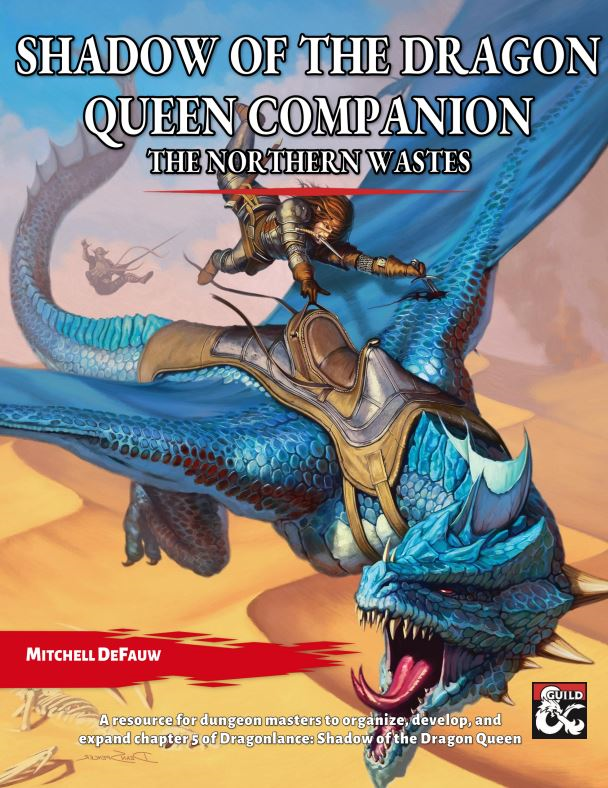 SHADOW OF THE DRAGON
QUEEN COMPANION
THE NORTHERN WASTES
MITCHELL DEFAUW
GUILD
A resource for dungeon masters to organize, develop, and
expand chapter 5 of Dragonlance: Shadow of the Dragon Queen